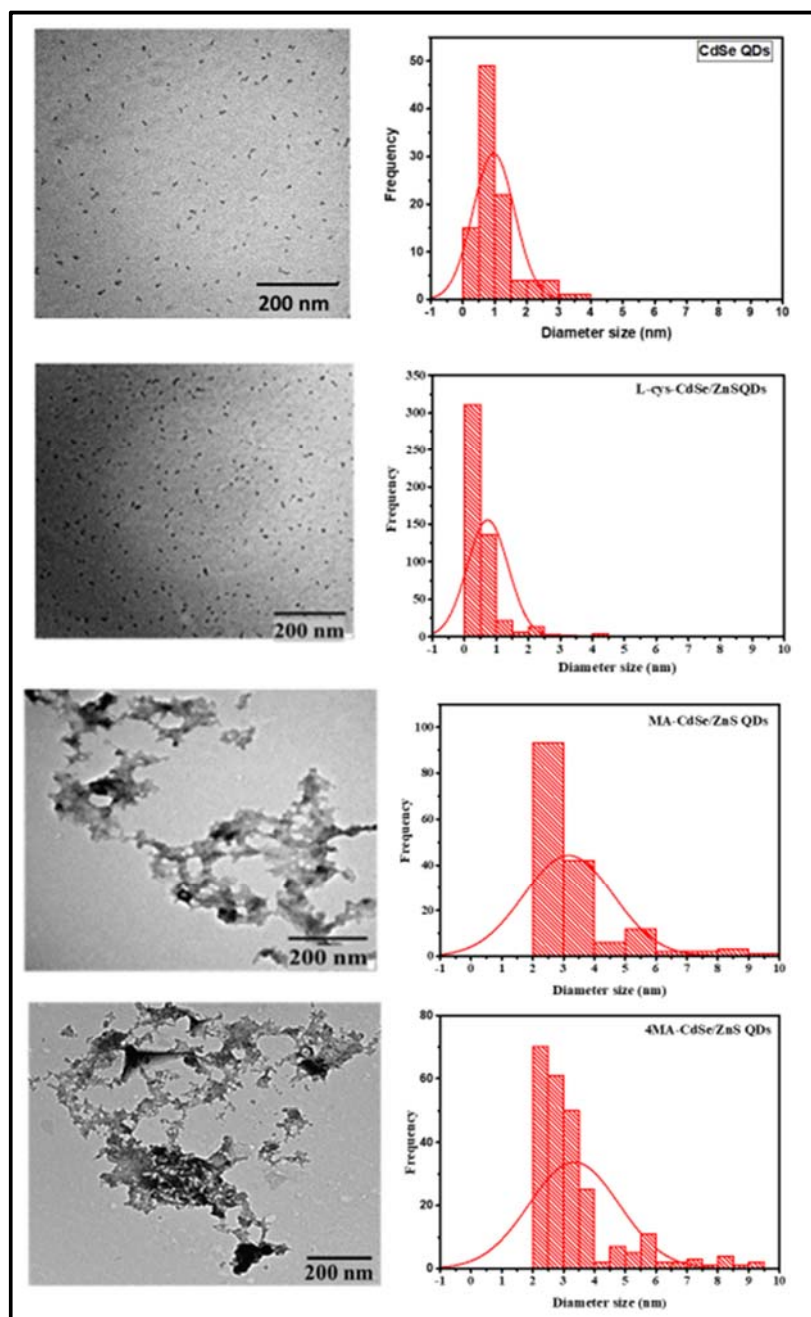 200 nm
CdSe QDs
Frequency
50
40
30
20
10
0
-1 0 1 2 3 4 5 6 7 8 9 10
Diameter size (nm)
200 nm
L-cys-CdSe/ZnSQDs
Frequency
350
300
250
200
150
100
50
0
-1 0 1 2 3 4 5 6 7 8 9 10
Diameter size (nm)
200 nm
MA-CdSe/ZnS QDs
Frequency
100
80
60
40
20
0
-1 0 1 2 3 4 5 6 7 8 9 10
Diameter size (nm)
200 nm
4MA-CdSe/ZnS QDs
Frequency
80
60
40
20
0
-1 0 1 2 3 4 5 6 7 8 9 10
Diameter size (nm)